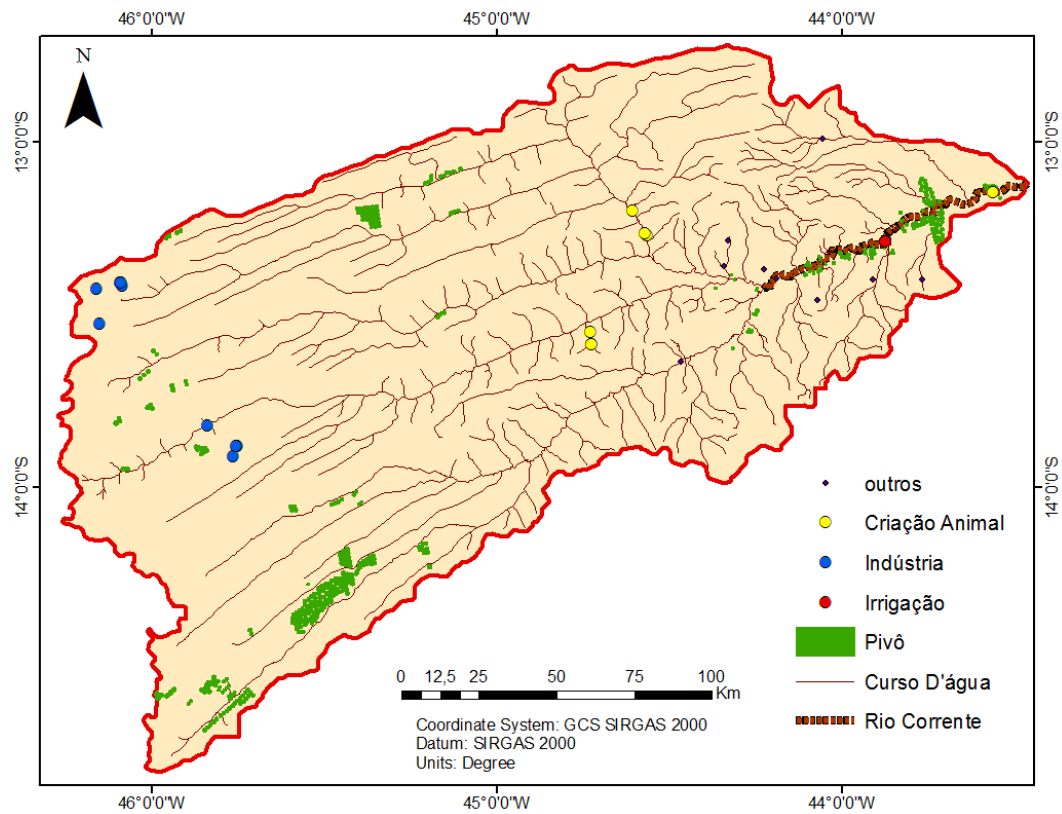 46°0'0"W 45°0'0"W 44°0'0"W
N
13°0'0"S 13°0'0"S
14°0'0"S 14°0'0"S
outros
Criação Animal
Indústria
Irrigação
Pivô
Curso D'água
Rio Corrente
0 12,5 25 50 75 100
Km
Coordinate System: GCS SIRGAS 2000
Datum: SIRGAS 2000
Units: Degree
46°0'0"W 45°0'0"W 44°0'0"W